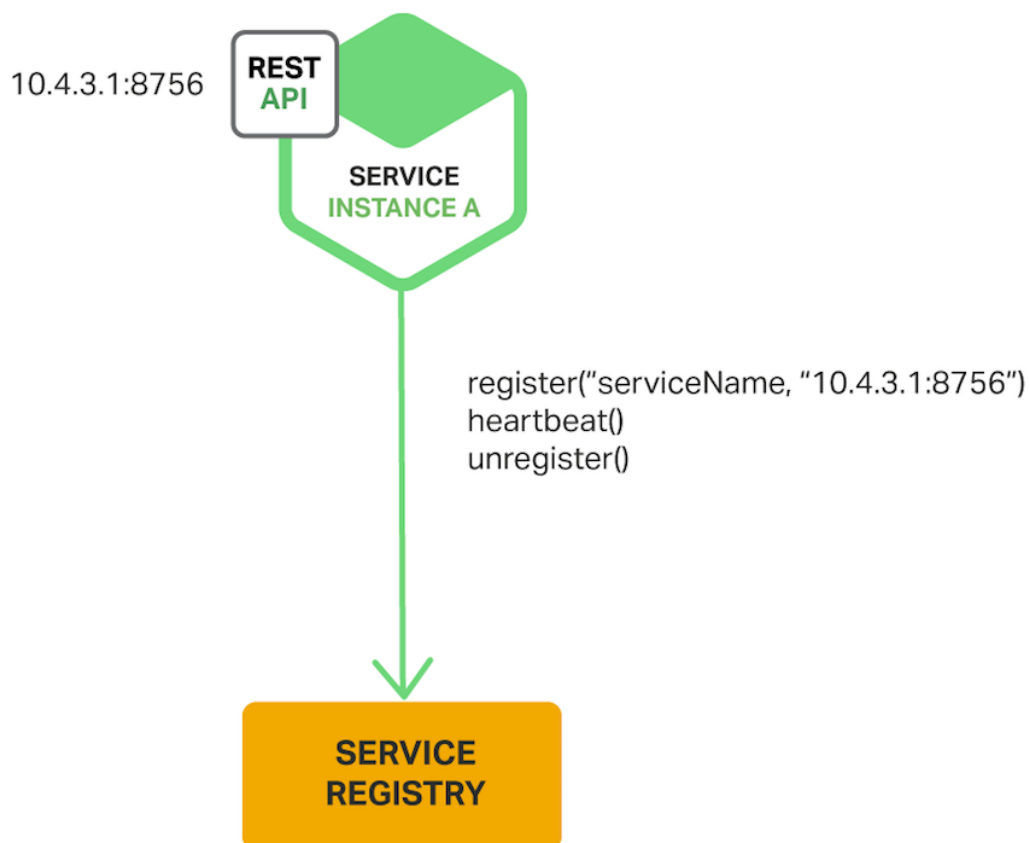 10.4.3.1:8756
REST
API
SERVICE
INSTANCE A
register(”serviceName, “10.4.3.1:8756”)
heartbeat()
unregister()
SERVICE
REGISTRY